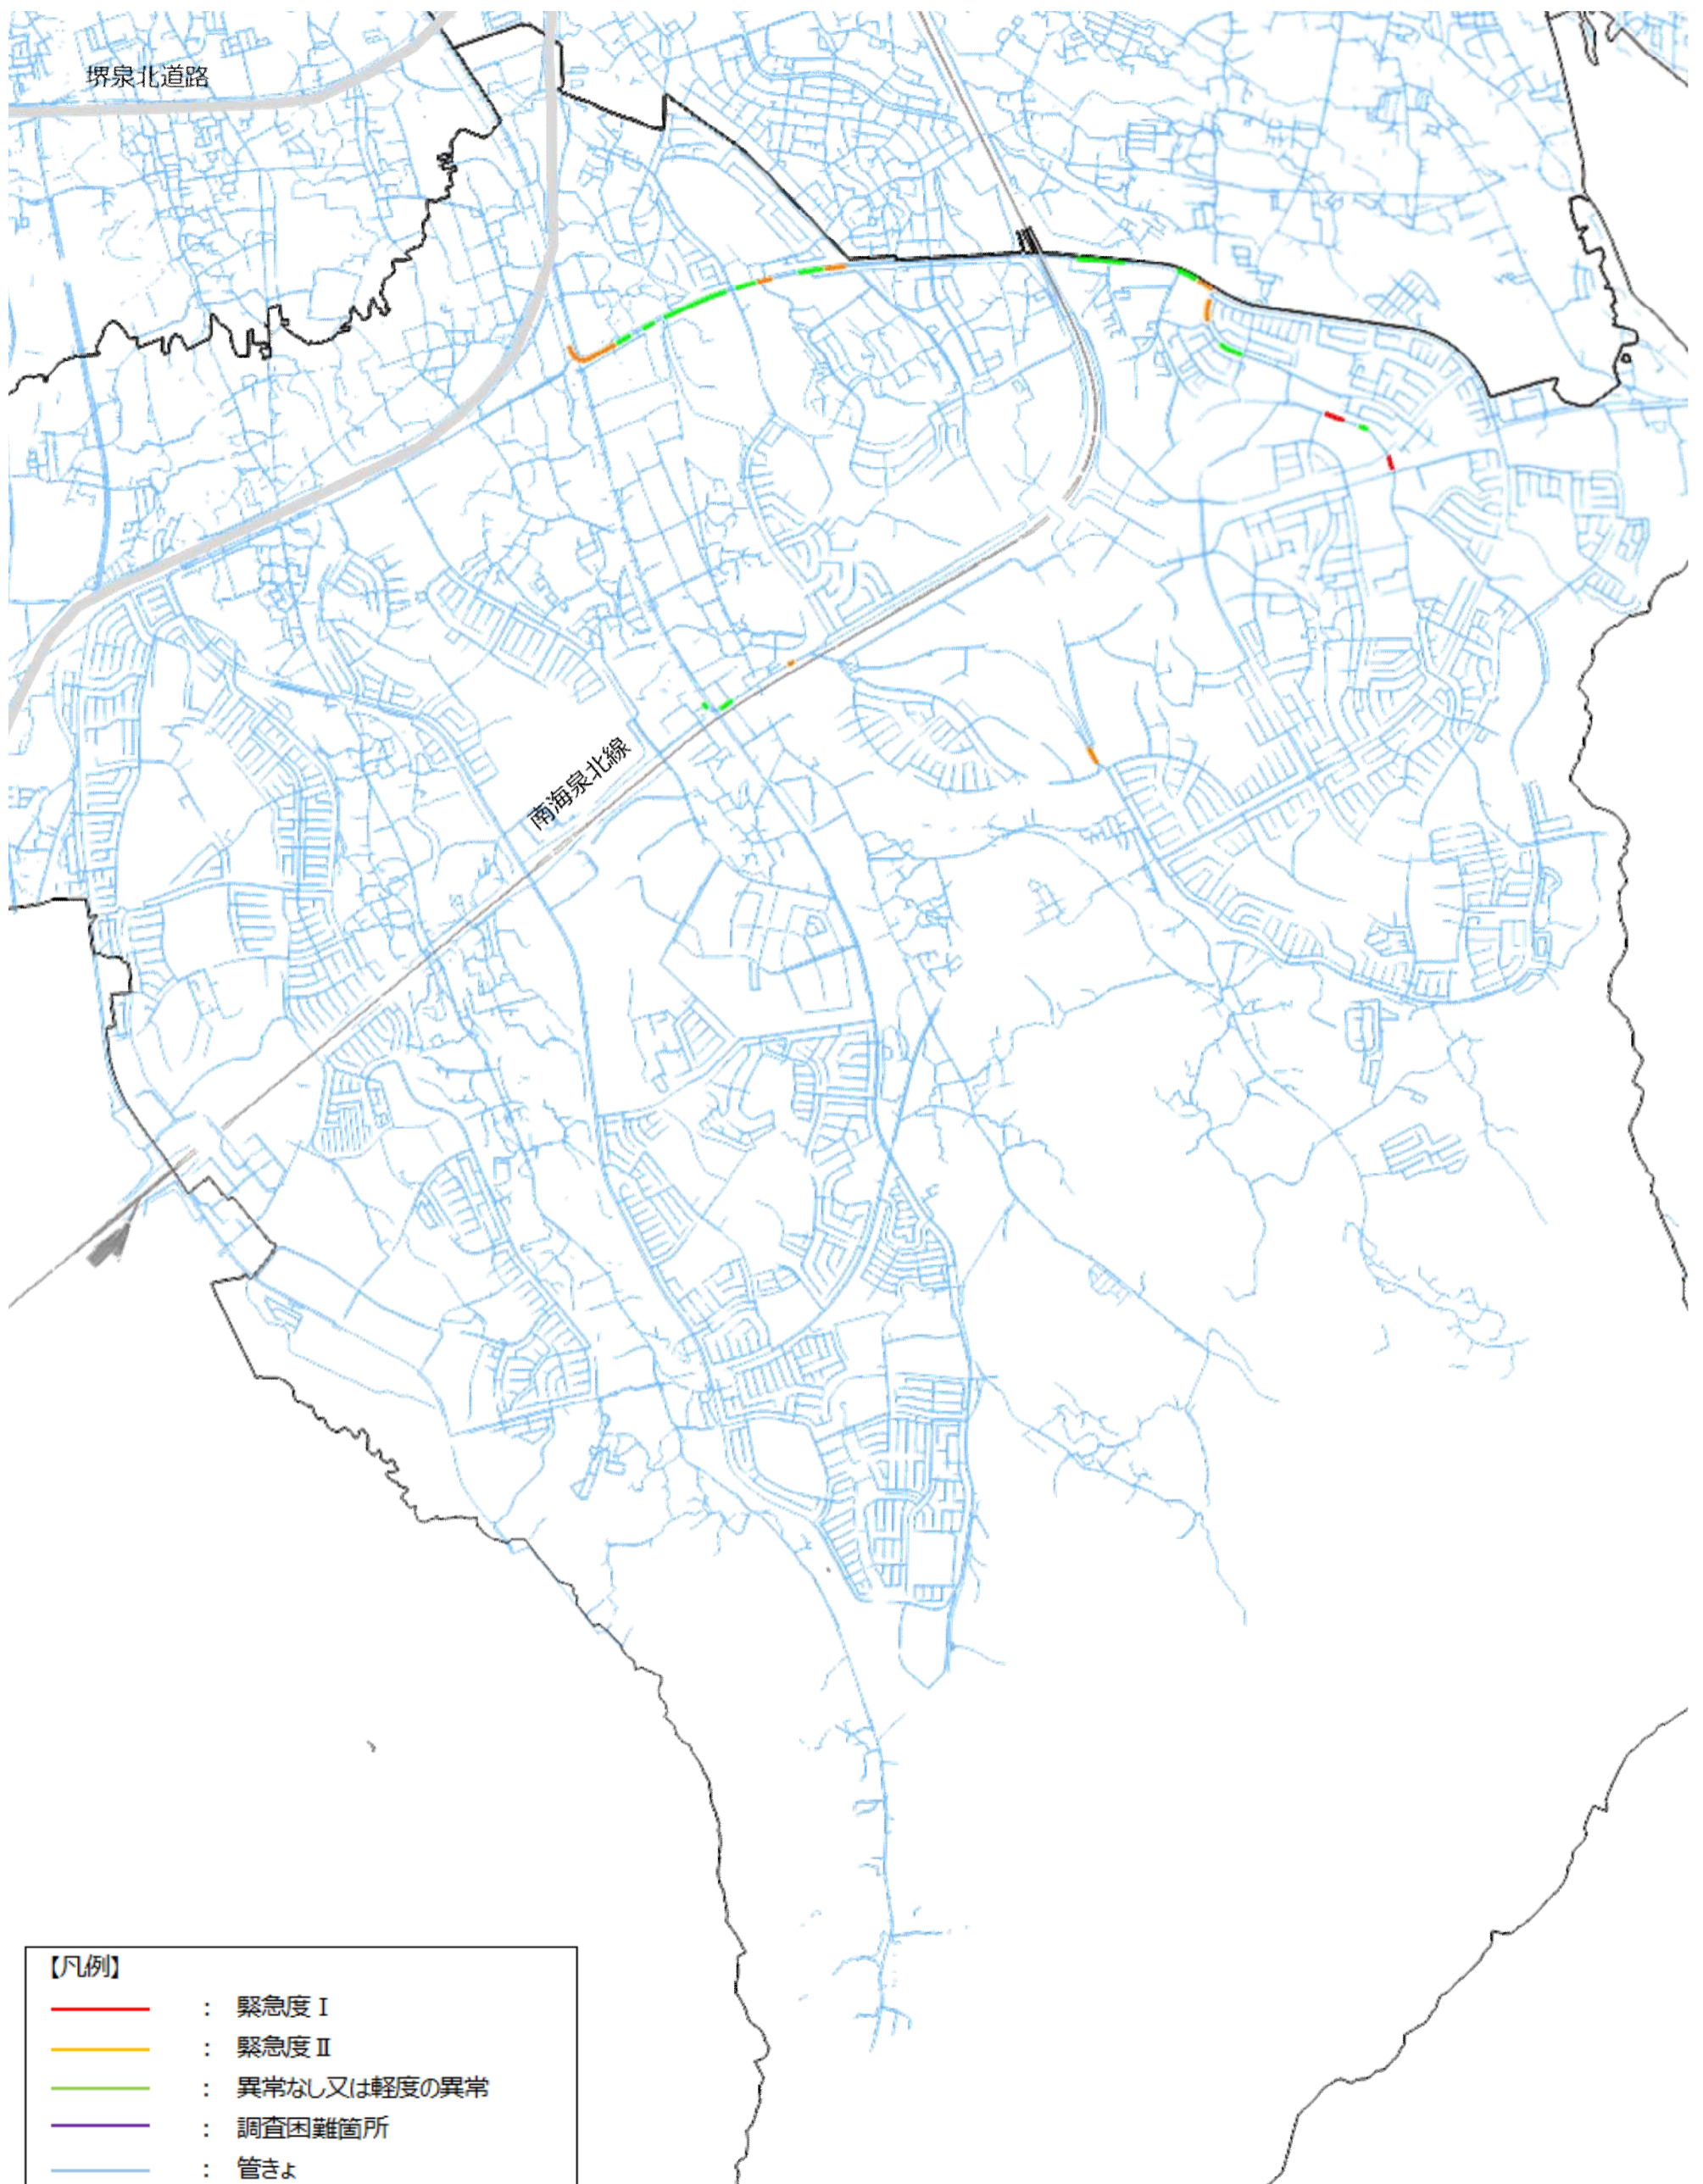 堺泉北道路
南海泉北線
【凡例】
： 緊急度Ⅰ
： 緊急度Ⅱ
： 異常なし又は軽度の異常
： 調査困難箇所
： 管きょ